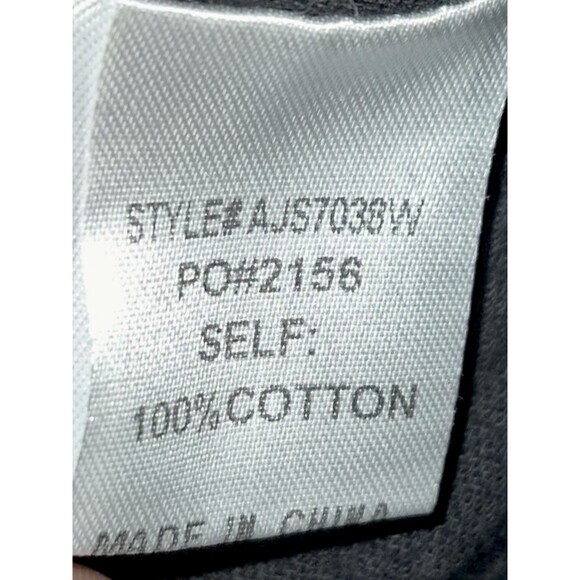 STYLE# AJS7038W
PO#2156
SELF:
100% COTTON
MADE IN CHINA